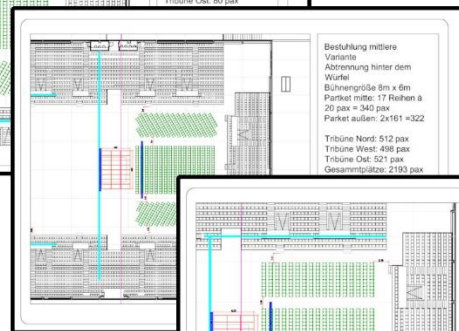 Tribüne Ost: 80 pax
Bestuhlung mittlere
Variante
Abtrennung hinter dem
Würfel
Bühnengröße 8m x 6m
Partket mitte: 17 Reihen á
20 pax = 340 pax
Parket außen: 2x161 =322
Tribüne Nord: 512 pax
Tribüne West: 498 pax
Tribüne Ost: 521 pax
Gesammtplätze: 2193 pax